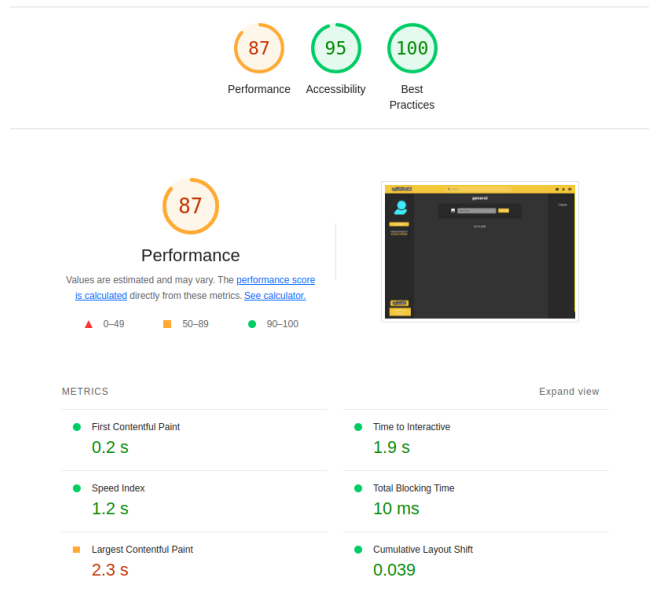 87
95
100
Performance
Accessibility
Best
Practices
87
Performance
Values are estimated and may vary. The performance score
is calculated directly from these metrics. See calculator.
0–49
50–89
90–100
general
METRICS
Expand view
First Contentful Paint
0.2 s
Time to Interactive
1.9 s
Speed Index
1.2 s
Total Blocking Time
10 ms
Largest Contentful Paint
2.3 s
Cumulative Layout Shift
0.039